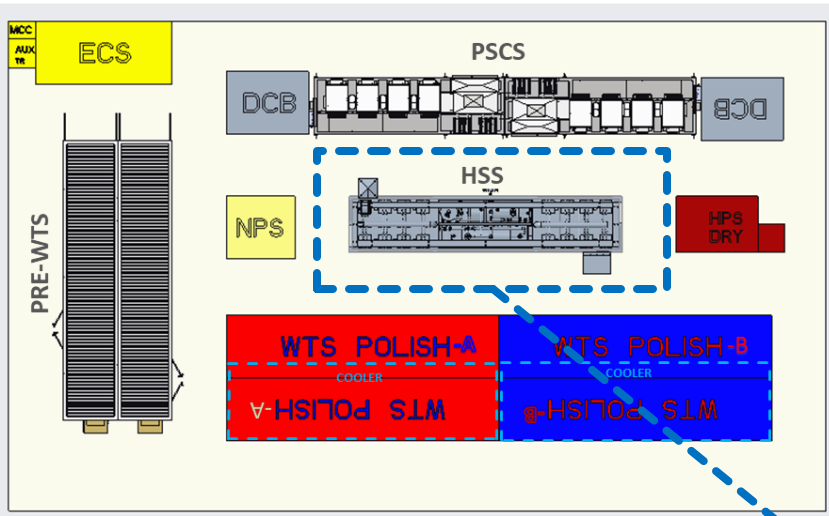 MCC
AUX
TR
ECS
PSCS
DCB
DCB
HSS
PRE-WTS
NPS
HPS
DRY
WTS POLISH-A
WTS POLISH-B
COOLER
COOLER
WTS POLISH-A
WTS POLISH-B